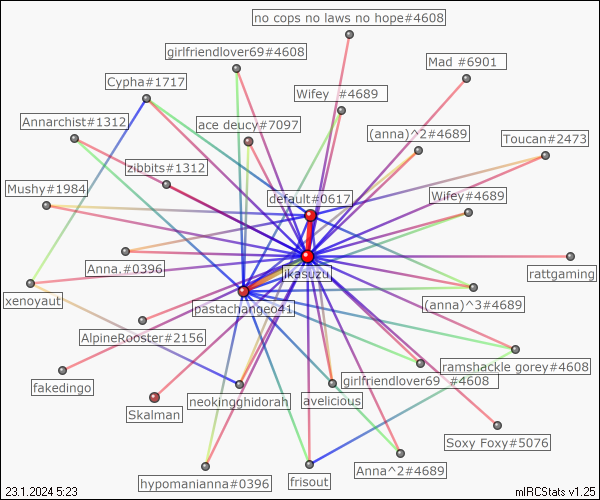 no cops no laws no hope#4608
girlfriendlover69#4608
Mad #6901
Cypha#1717
Wifey #4689
Annarchist#1312
ace deucy#7097
(anna)^2#4689
Toucan#2473
zibbits#1312
Mushy#1984
default#0617
Wifey#4689
Anna.#0396
jkasuzu
rattgaming
xenoyaut
pastachangeo41
(anna)^3#4689
AlpineRooster#2156
ramshackle gorey#4608
fakedingo
girlfriendlover69 #4608
neokingghidorah
avelicious
Skalman
Soxy Foxy#5076
Anna^2#4689
hypomanianna#0396
frisout
23.1.2024 5:23
mIRCStats v1.25